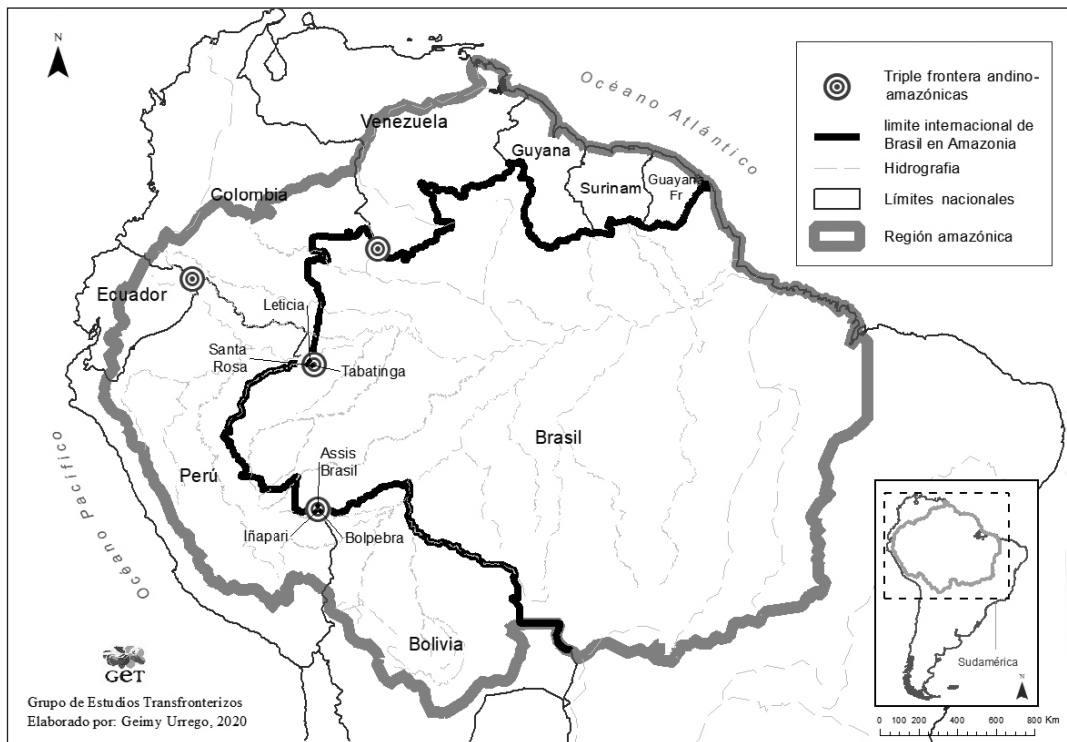 N
Océano Atlántico
Triple frontera andino-
amazónicas
limite internacional de
Brasil en Amazonia
Hidrografia
Límites nacionales
Región amazónica
Venezuela
Guyana
Surinam
Guayana
Fr
Colombia
Ecuador
Leticia
Santa
Rosa
Tabatinga
Brasil
Perú
Assis
Brasil
Iñapari
Bolpebra
Océano Pacífico
Bolivia
GET
Grupo de Estudios Transfronterizos
Elaborado por: Geimy Urrego, 2020
Sudamérica
N
0 100 200 400 600 800 Km